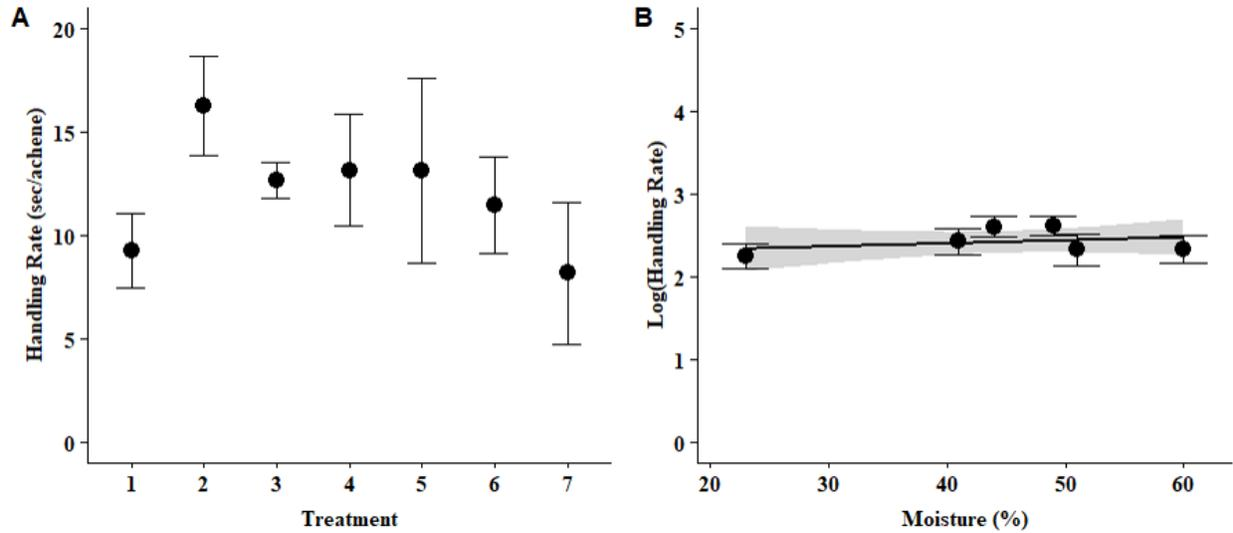 A
Handling Rate (sec/achene)
20
15
10
5
0
1 2 3 4 5 6 7
Treatment
B
Log(Handling Rate)
5
4
3
2
1
0
20 30 40 50 60
Moisture (%)